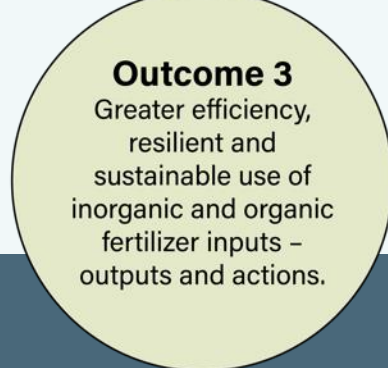 Outcome 3
Greater efficiency,
resilient and
sustainable use of
inorganic and organic
fertilizer inputs –
outputs and actions.